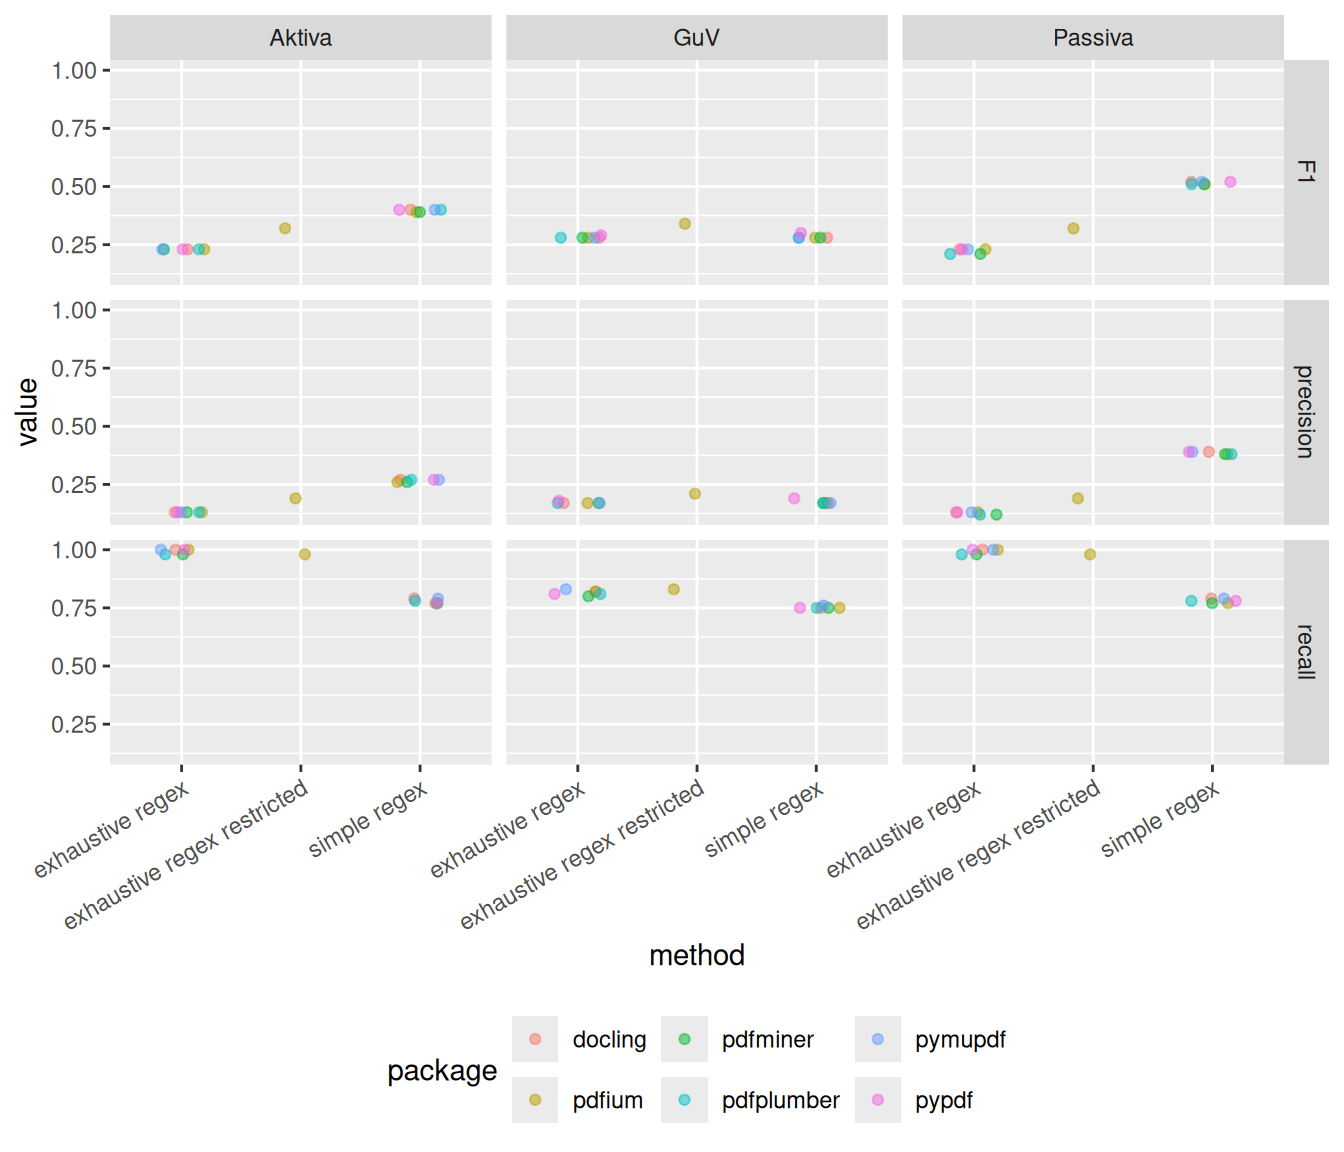 Aktiva GuV Passiva
1.00
0.75
0.50
0.25
F1
1.00
0.75
0.50
0.25
precision
1.00
0.75
0.50
0.25
recall
value
exhaustive regex
exhaustive regex restricted
simple regex
exhaustive regex
exhaustive regex restricted
simple regex
exhaustive regex
exhaustive regex restricted
simple regex
method
package
docling pdfminer pymupdf
pdfium pdfplumber pypdf